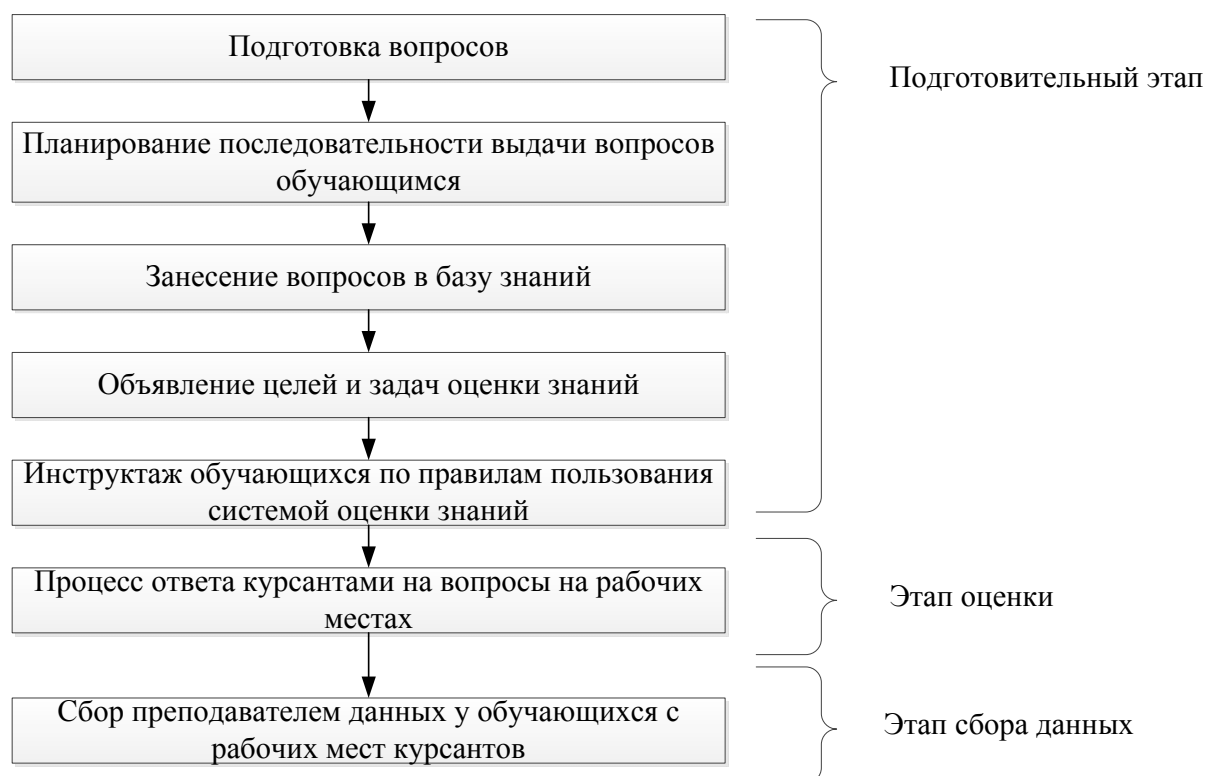 Подготовка вопросов
Подготовительный этап
Планирование последовательности выдачи вопросов
обучающимся
Занесение вопросов в базу знаний
Объявление целей и задач оценки знаний
Инструктаж обучающихся по правилам пользования
системой оценки знаний
Процесс ответа курсантами на вопросы на рабочих
местах
Этап оценки
Сбор преподавателем данных у обучающихся с
рабочих мест курсантов
Этап сбора данных